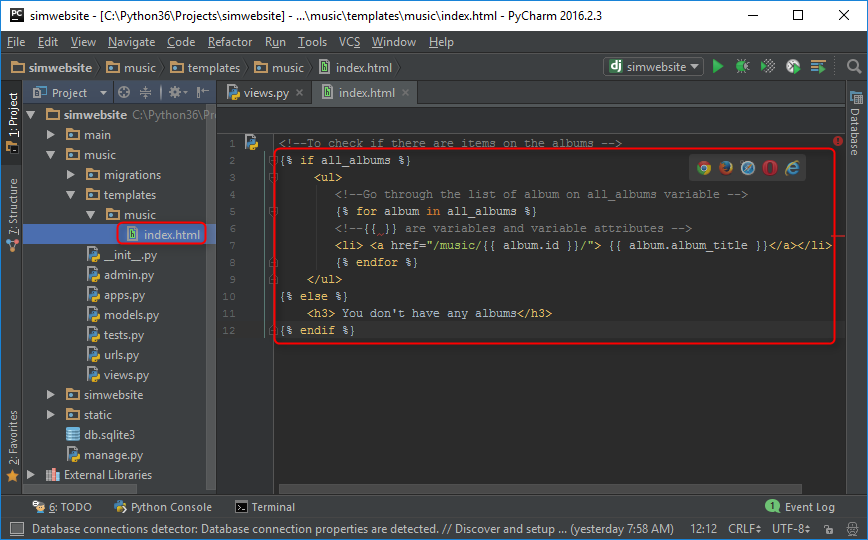 PC simwebsite - [C:\Python36\Projects\simwebsite] - ...\music\templates\music\index.html - PyCharm 2016.2.3
File Edit View Navigate Code Refactor Run Tools VCS Window Help
simwebsite music templates music index.html dj simwebsite
Project views.py index.html
1: Project
7: Structure
2: Favorites
simwebsite C:\Python36\Pr
main
music
migrations
templates
music
index.html
__init__.py
admin.py
apps.py
models.py
tests.py
urls.py
views.py
simwebsite
static
db.sqlite3
manage.py
External Libraries
1 <!--To check if there are items on the albums -->
2 {% if all_albums %}
3 <ul>
4 <!--Go through the list of album on all_albums variable -->
5 {% for album in all_albums %}
6 <!--{{ }} are variables and variable attributes -->
7 <li> <a href="/music/{{ album.id }}/"> {{ album.album_title }}</a></li>
8 {% endfor %}
9 </ul>
10 {% else %}
11 <h3> You don't have any albums</h3>
12 {% endif %}
Database
6: TODO Python Console Terminal 1 Event Log
Database connections detector: Database connection properties are detected. // Discover and setup ... (yesterday 7:58 AM) 12:12 CRLF UTF-8